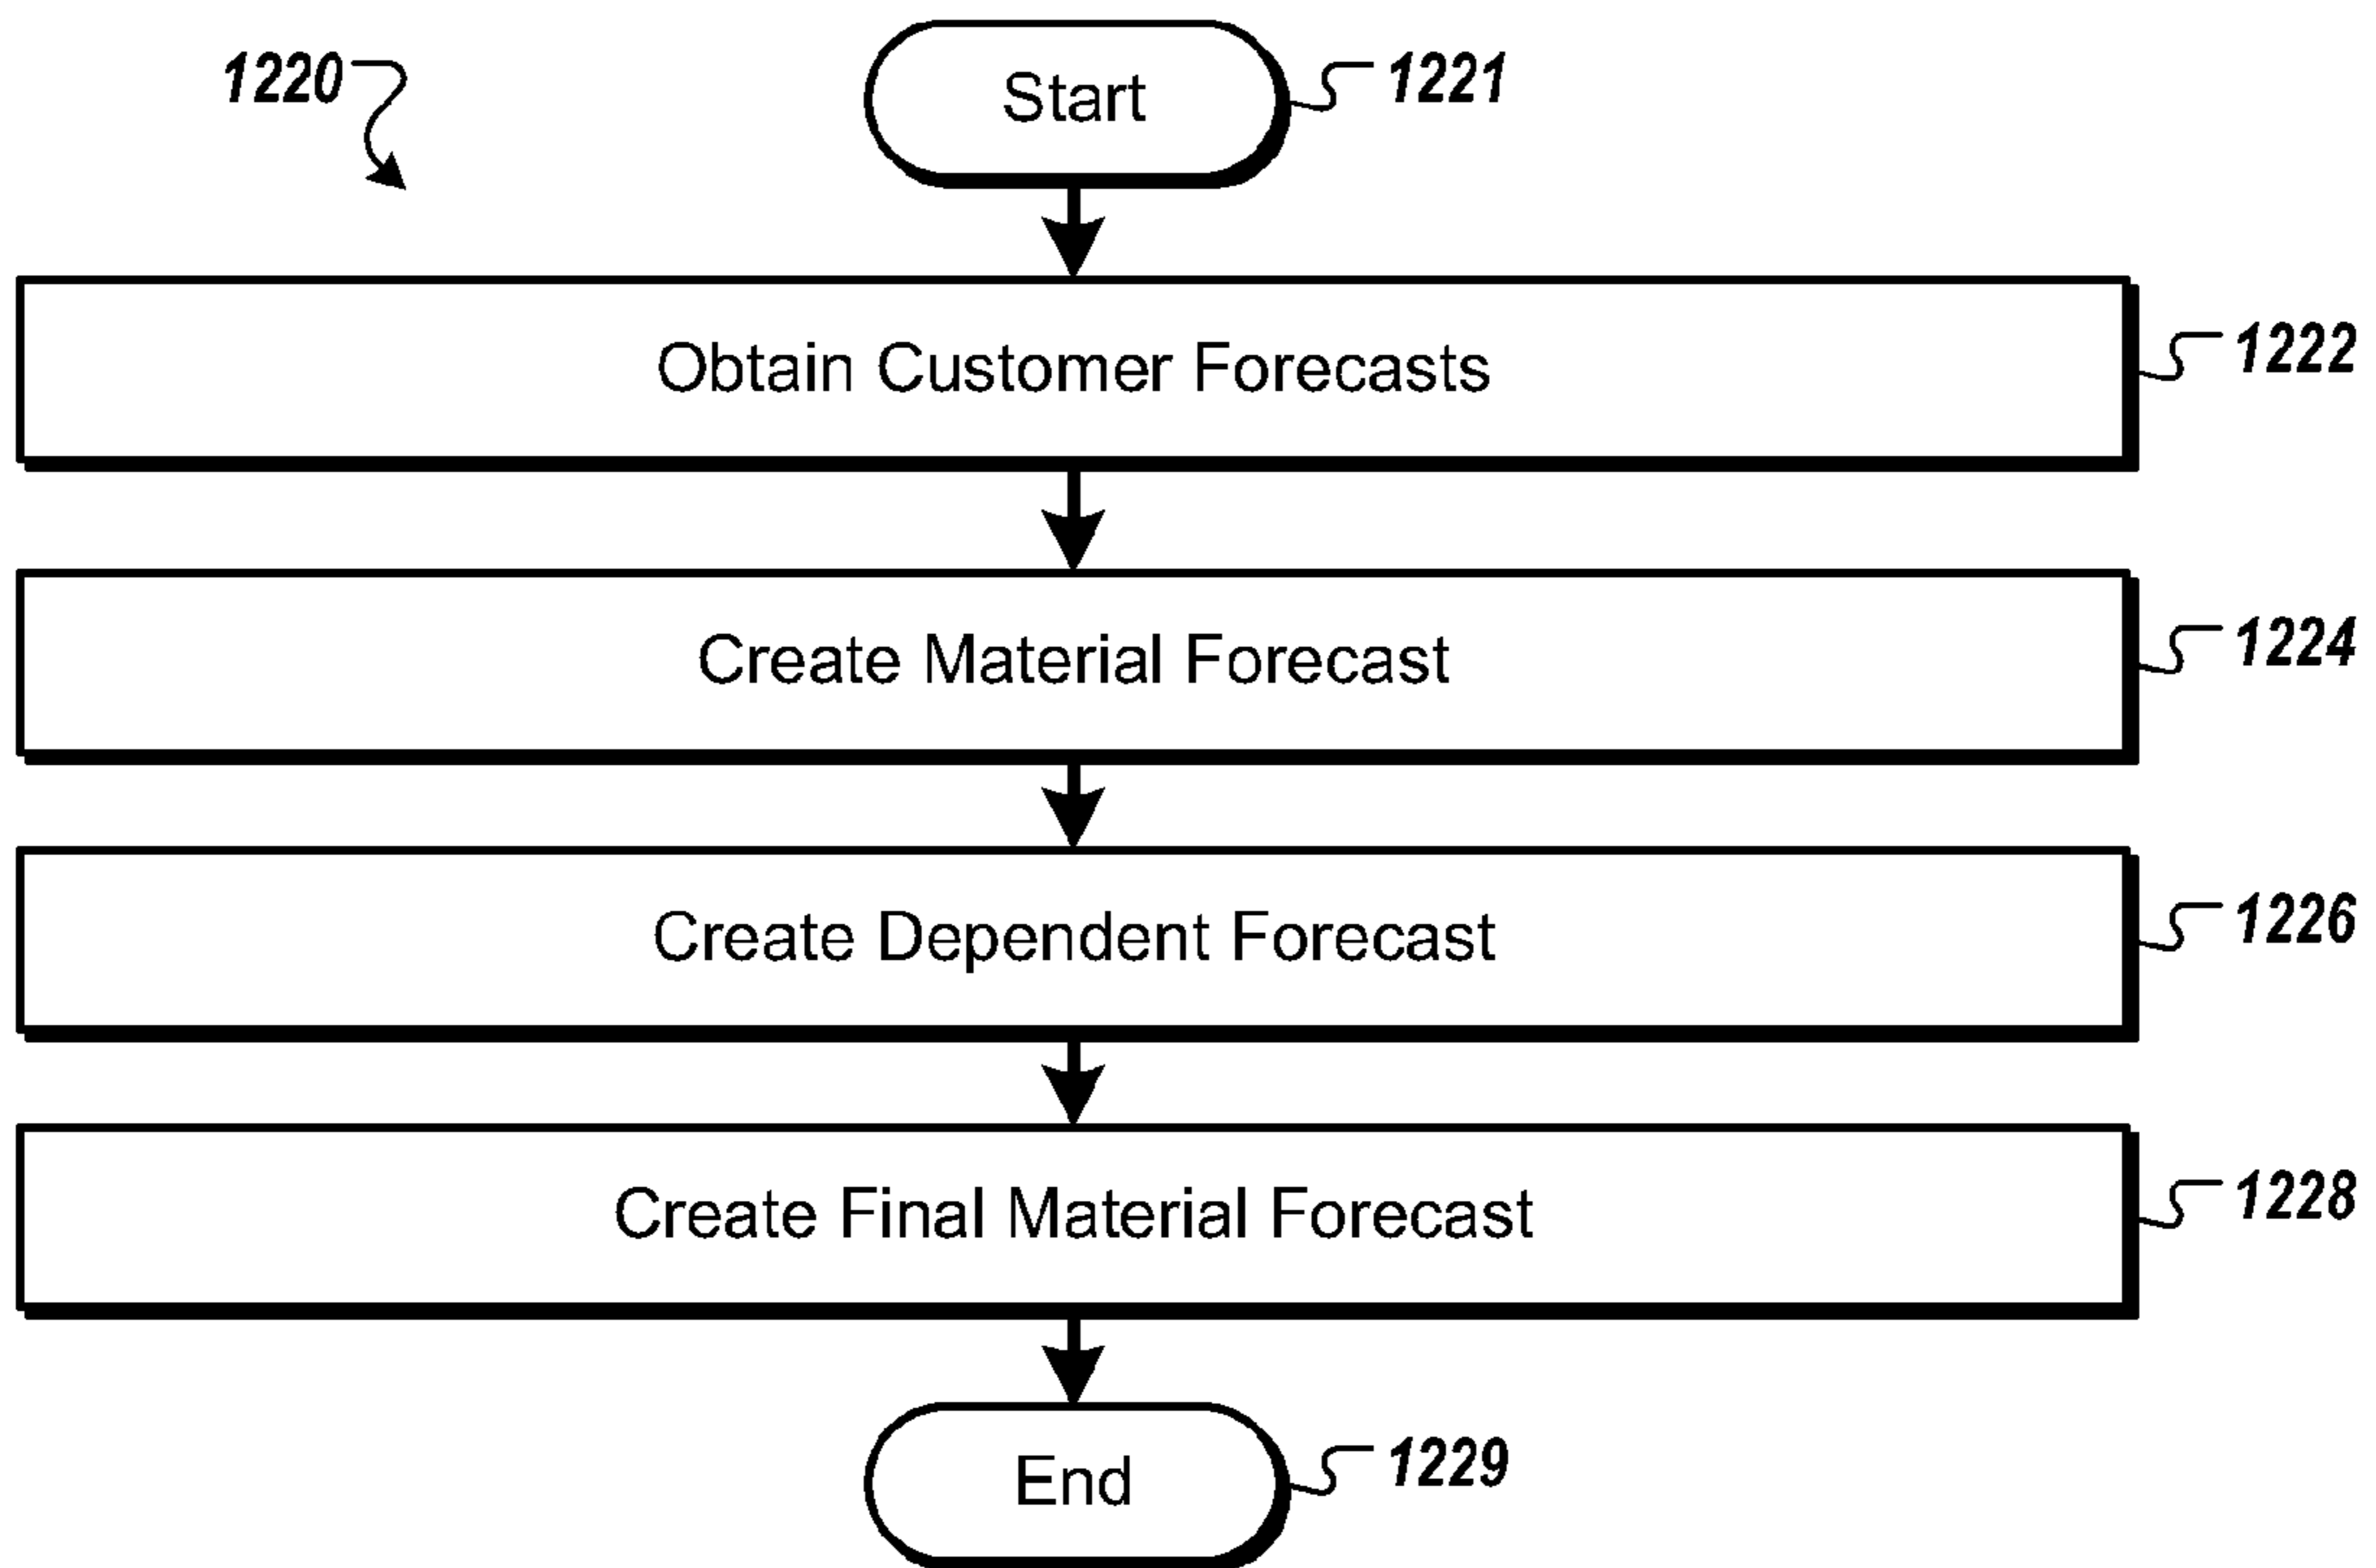 1220
Start
1221
Obtain Customer Forecasts
1222
Create Material Forecast
1224
Create Dependent Forecast
1226
Create Final Material Forecast
1228
End
1229